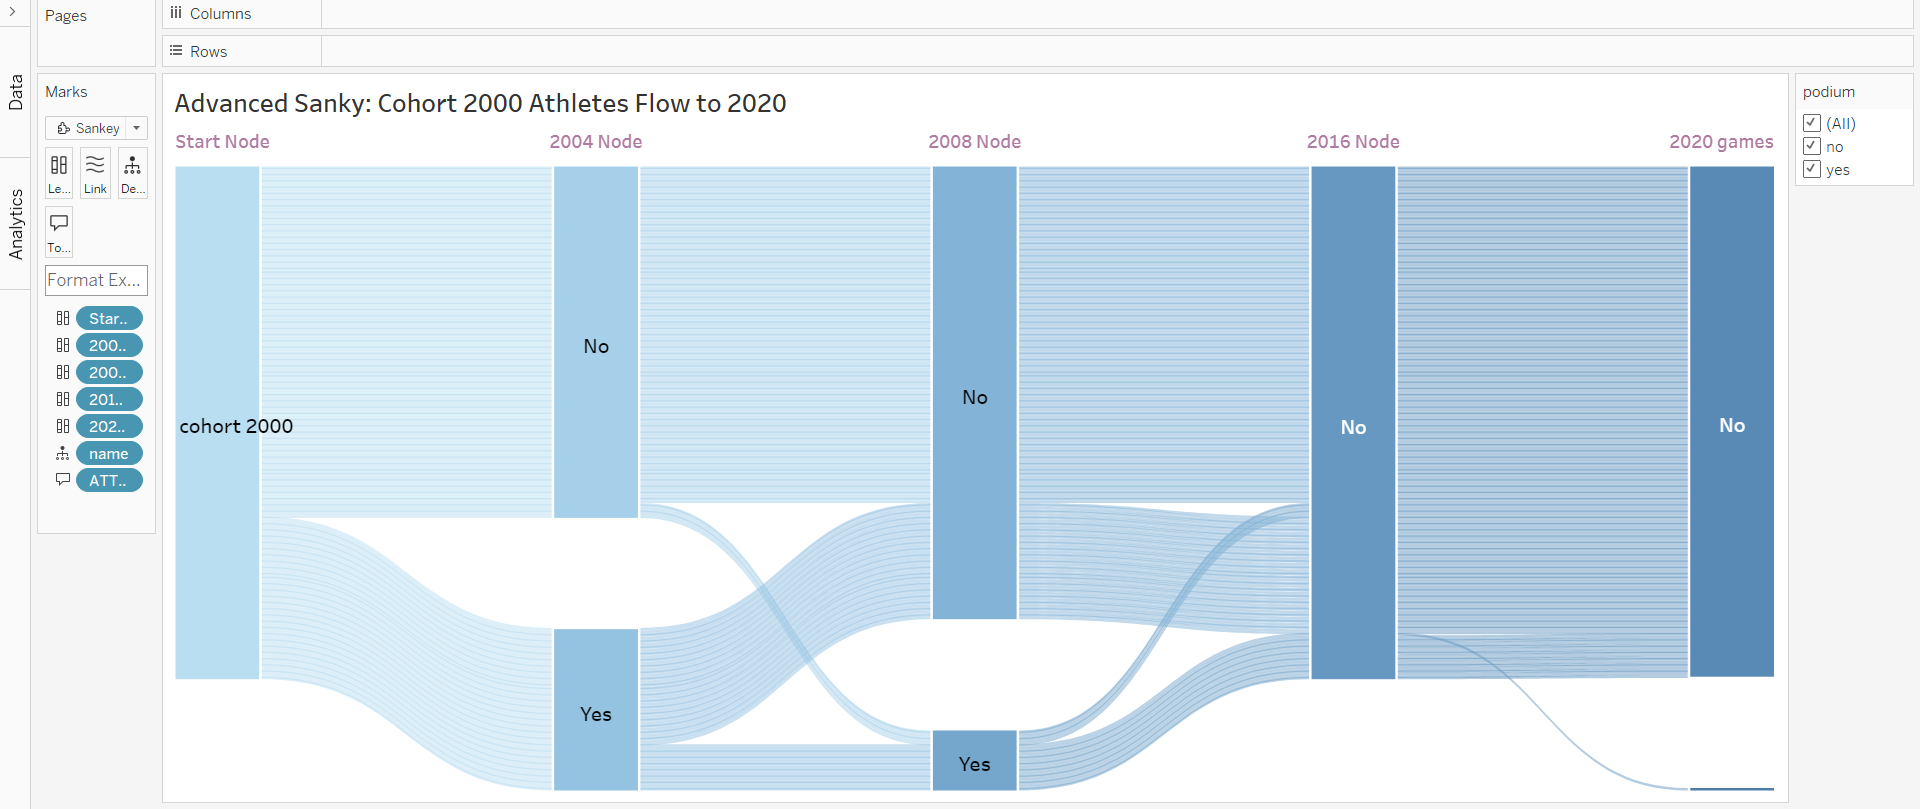 Pages
Columns
Rows
Data
Analytics
Marks
Sankey
Le...
Link
De...
To...
Format Ex...
Star..
200..
200..
201..
202..
name
ATT..
Advanced Sanky: Cohort 2000 Athletes Flow to 2020
Start Node
2004 Node
2008 Node
2016 Node
2020 games
cohort 2000
No
Yes
No
Yes
No
No
podium
(All)
no
yes